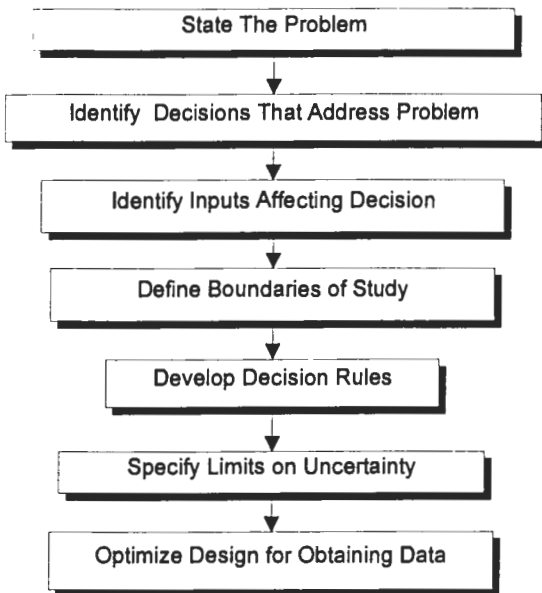 State The Problem
Identify Decisions That Address Problem
Identify Inputs Affecting Decision
Define Boundaries of Study
Develop Decision Rules
Specify Limits on Uncertainty
Optimize Design for Obtaining Data